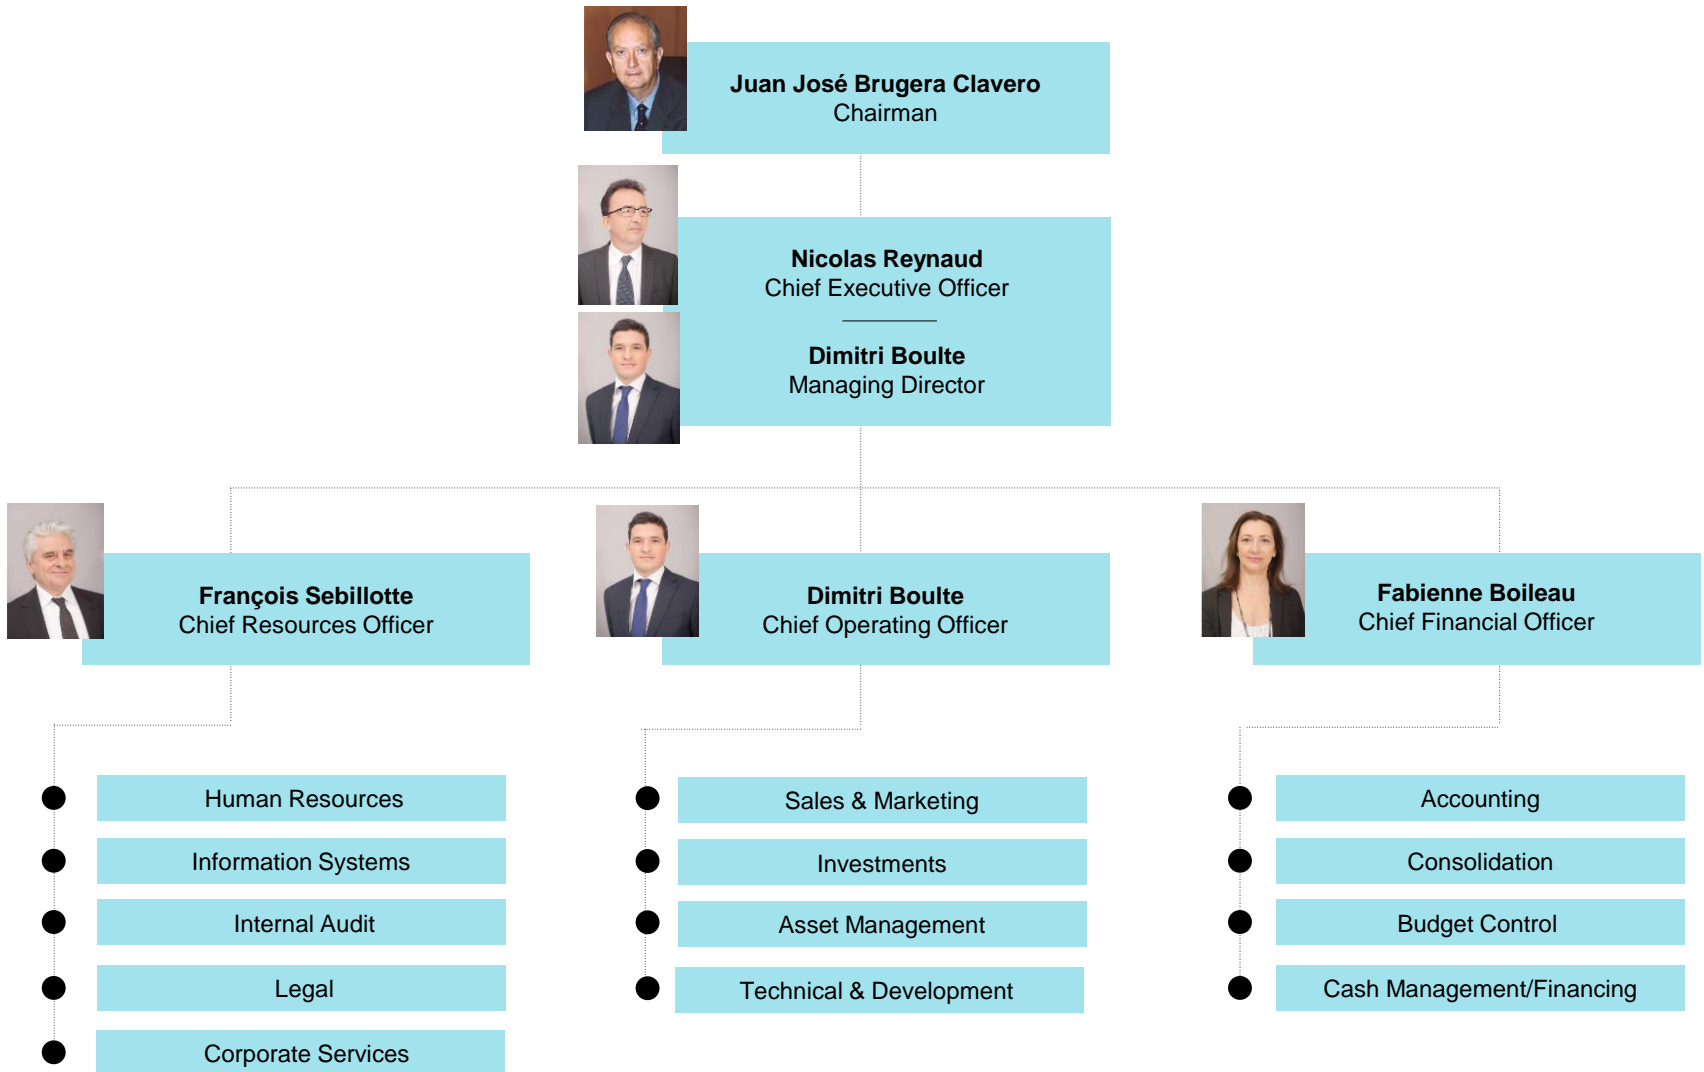 Juan José Brugera Clavero
Chairman
Nicolas Reynaud
Chief Executive Officer
Dimitri Boulte
Managing Director
François Sebillotte
Chief Resources Officer
Dimitri Boulte
Chief Operating Officer
Fabienne Boileau
Chief Financial Officer
Human Resources
Information Systems
Internal Audit
Legal
Corporate Services
Sales & Marketing
Investments
Asset Management
Technical & Development
Accounting
Consolidation
Budget Control
Cash Management/Financing